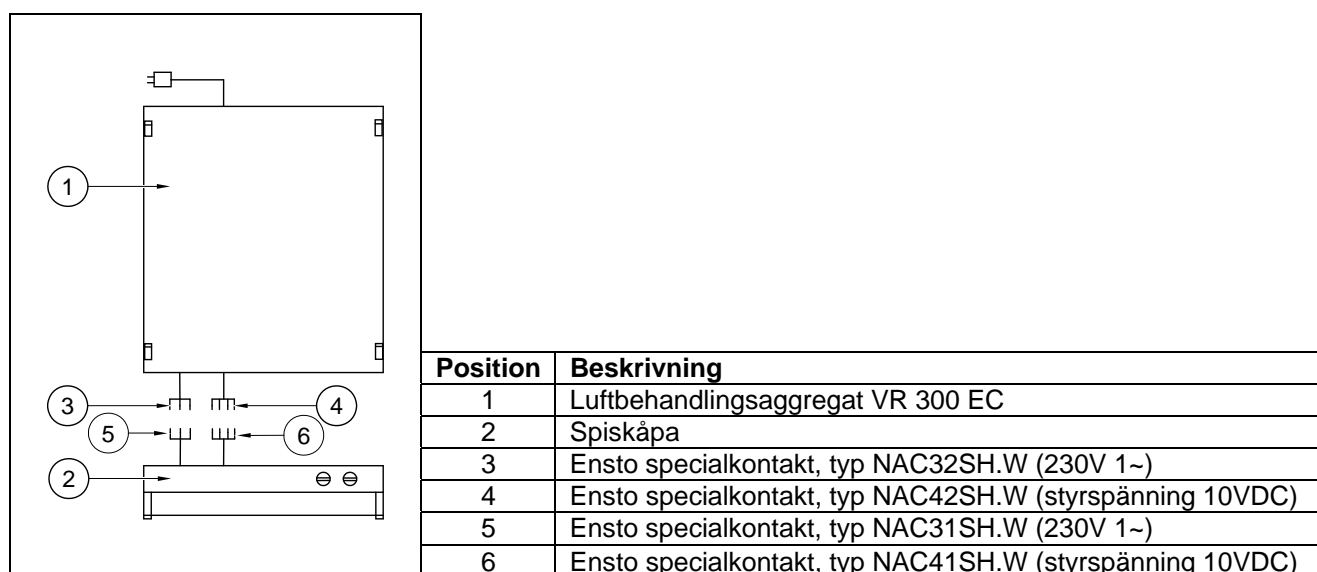 1
3
4
5
6
2
Position Beskrivning
1 Luftbehandlingsaggregat VR 300 EC
2 Spiskåpa
3 Ensto specialkontakt, typ NAC32SH.W (230V 1~)
4 Ensto specialkontakt, typ NAC42SH.W (styrspänning 10VDC)
5 Ensto specialkontakt, typ NAC31SH.W (230V 1~)
6 Ensto specialkontakt, typ NAC41SH.W (styrspänning 10VDC)